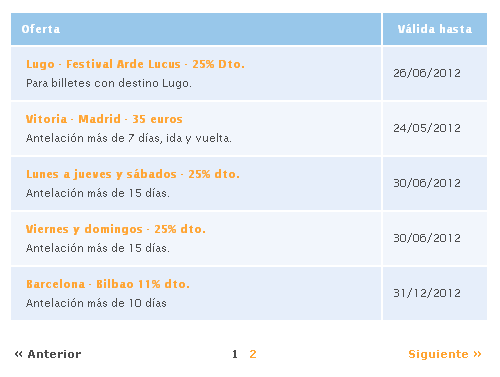 Oferta Válida hasta
Lugo - Festival Arde Lucus - 25% Dto.
Para billetes con destino Lugo.
26/06/2012
Vitoria - Madrid - 35 euros
Antelación más de 7 días, ida y vuelta.
24/05/2012
Lunes a jueves y sábados - 25% dto.
Antelación más de 15 días.
30/06/2012
Viernes y domingos - 25% dto.
Antelación más de 15 días.
30/06/2012
Barcelona - Bilbao 11% dto.
Antelación más de 10 días
31/12/2012
« Anterior 1 2 Siguiente »